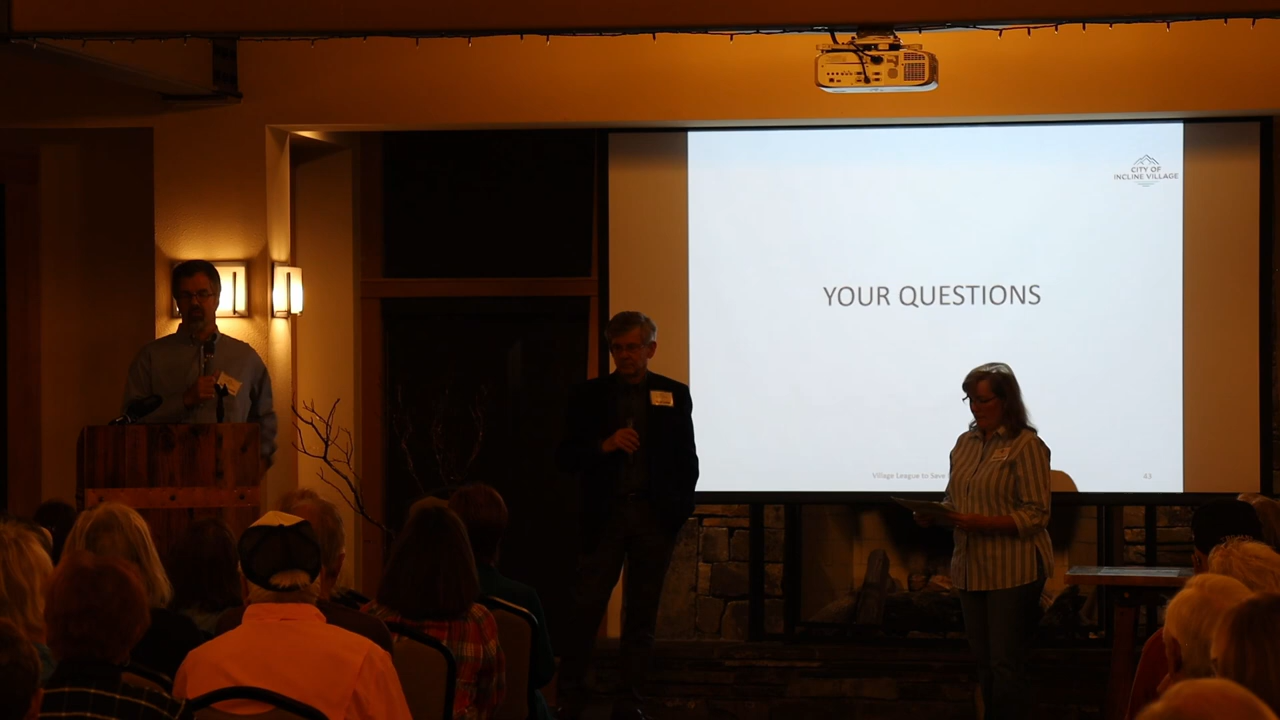 CITY OF
INCLINE VILLAGE
YOUR QUESTIONS
Village League to Save
43